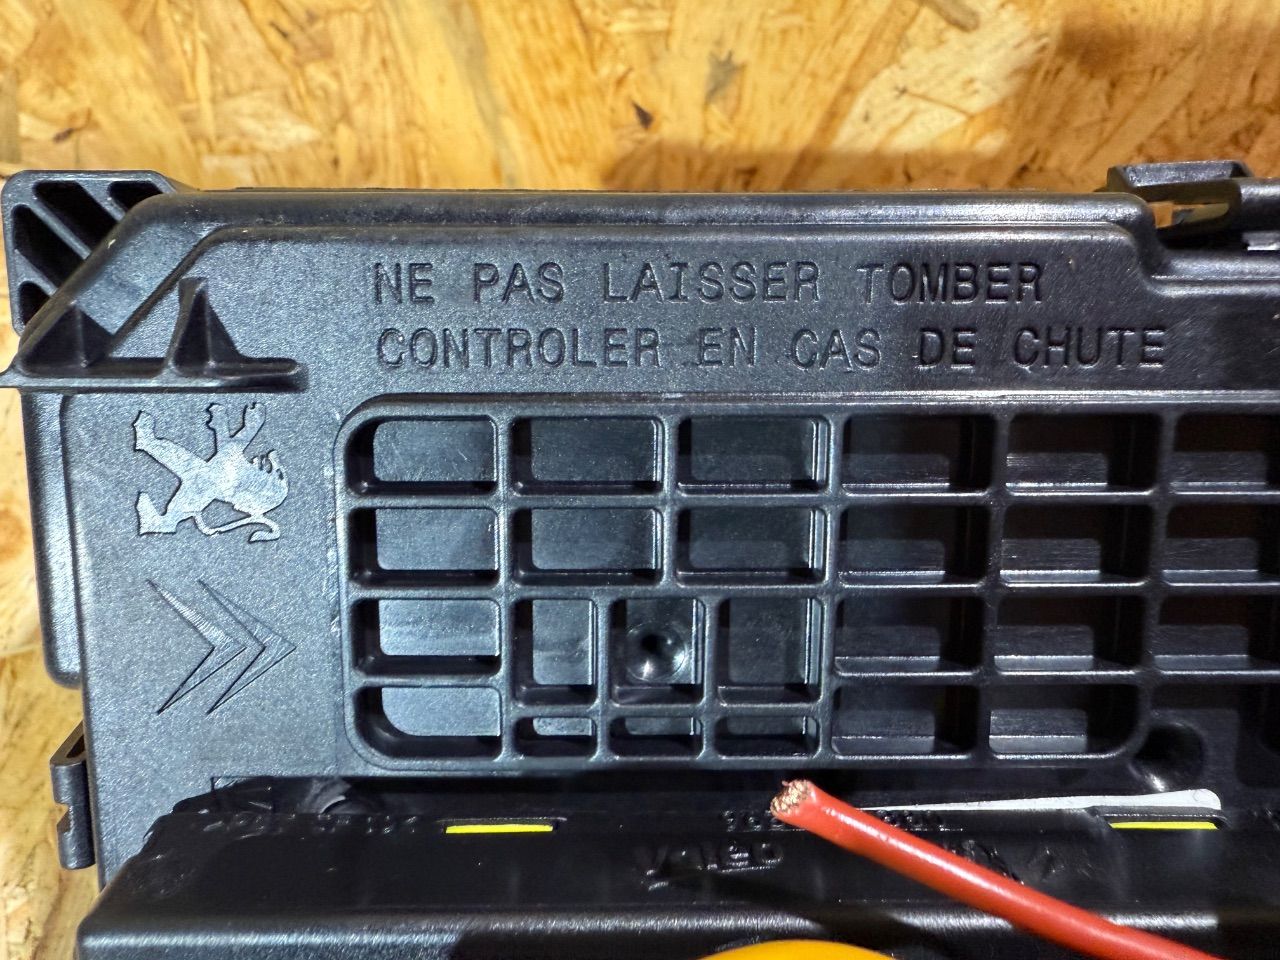 NE PAS LAISSER TOMBER
CONTROLER EN CAS DE CHUTE
Valeo